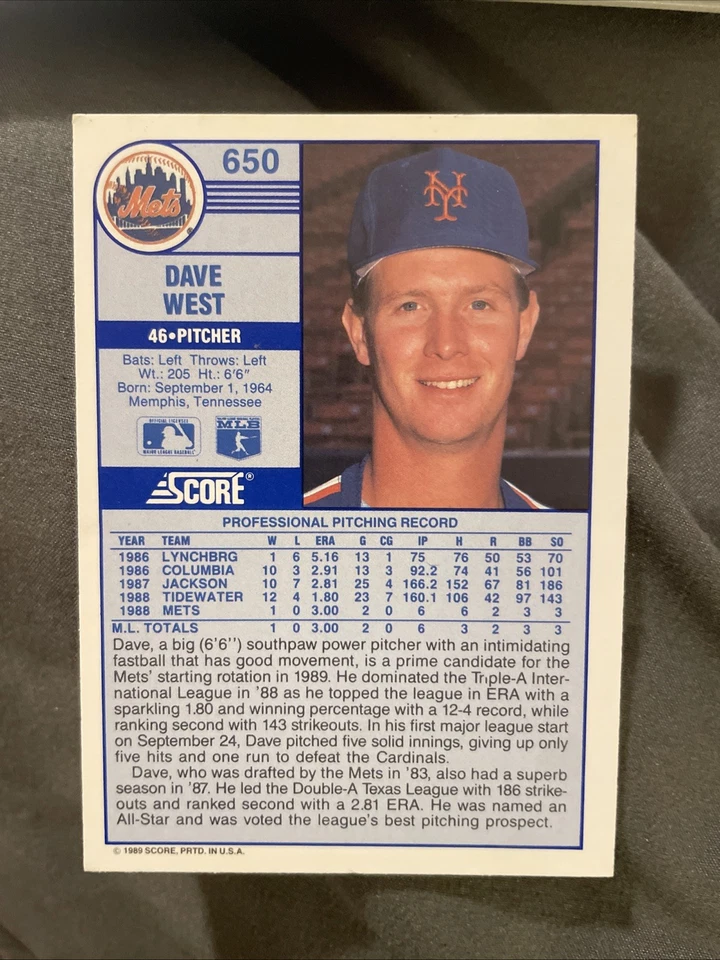 650
Mets
NY
DAVE
WEST
46•PITCHER
Bats: Left Throws: Left
Wt.: 205 Ht.: 6'6"
Born: September 1, 1964
Memphis, Tennessee
OFFICIAL LICENSEE
MAJOR LEAGUE BASEBALL
MLB
SCORE®
PROFESSIONAL PITCHING RECORD
YEAR TEAM W L ERA G CG IP H R BB SO
1986 LYNCHBRG 1 6 5.16 13 1 75 76 50 53 70
1986 COLUMBIA 10 3 2.91 13 3 92.2 74 41 56 101
1987 JACKSON 10 7 2.81 25 4 166.2 152 67 81 186
1988 TIDEWATER 12 4 1.80 23 7 160.1 106 42 97 143
1988 METS 1 0 3.00 2 0 6 6 2 3 3
M.L. TOTALS 1 0 3.00 2 0 6 3 2 3 3
Dave, a big (6'6'') southpaw power pitcher with an intimidating
fastball that has good movement, is a prime candidate for the
Mets' starting rotation in 1989. He dominated the Triple-A Inter-
national League in '88 as he topped the league in ERA with a
sparkling 1.80 and winning percentage with a 12-4 record, while
ranking second with 143 strikeouts. In his first major league start
on September 24, Dave pitched five solid innings, giving up only
five hits and one run to defeat the Cardinals.
Dave, who was drafted by the Mets in '83, also had a superb
season in '87. He led the Double-A Texas League with 186 strike-
outs and ranked second with a 2.81 ERA. He was named an
All-Star and was voted the league's best pitching prospect.
© 1989 SCORE, PRTD. IN U.S.A.